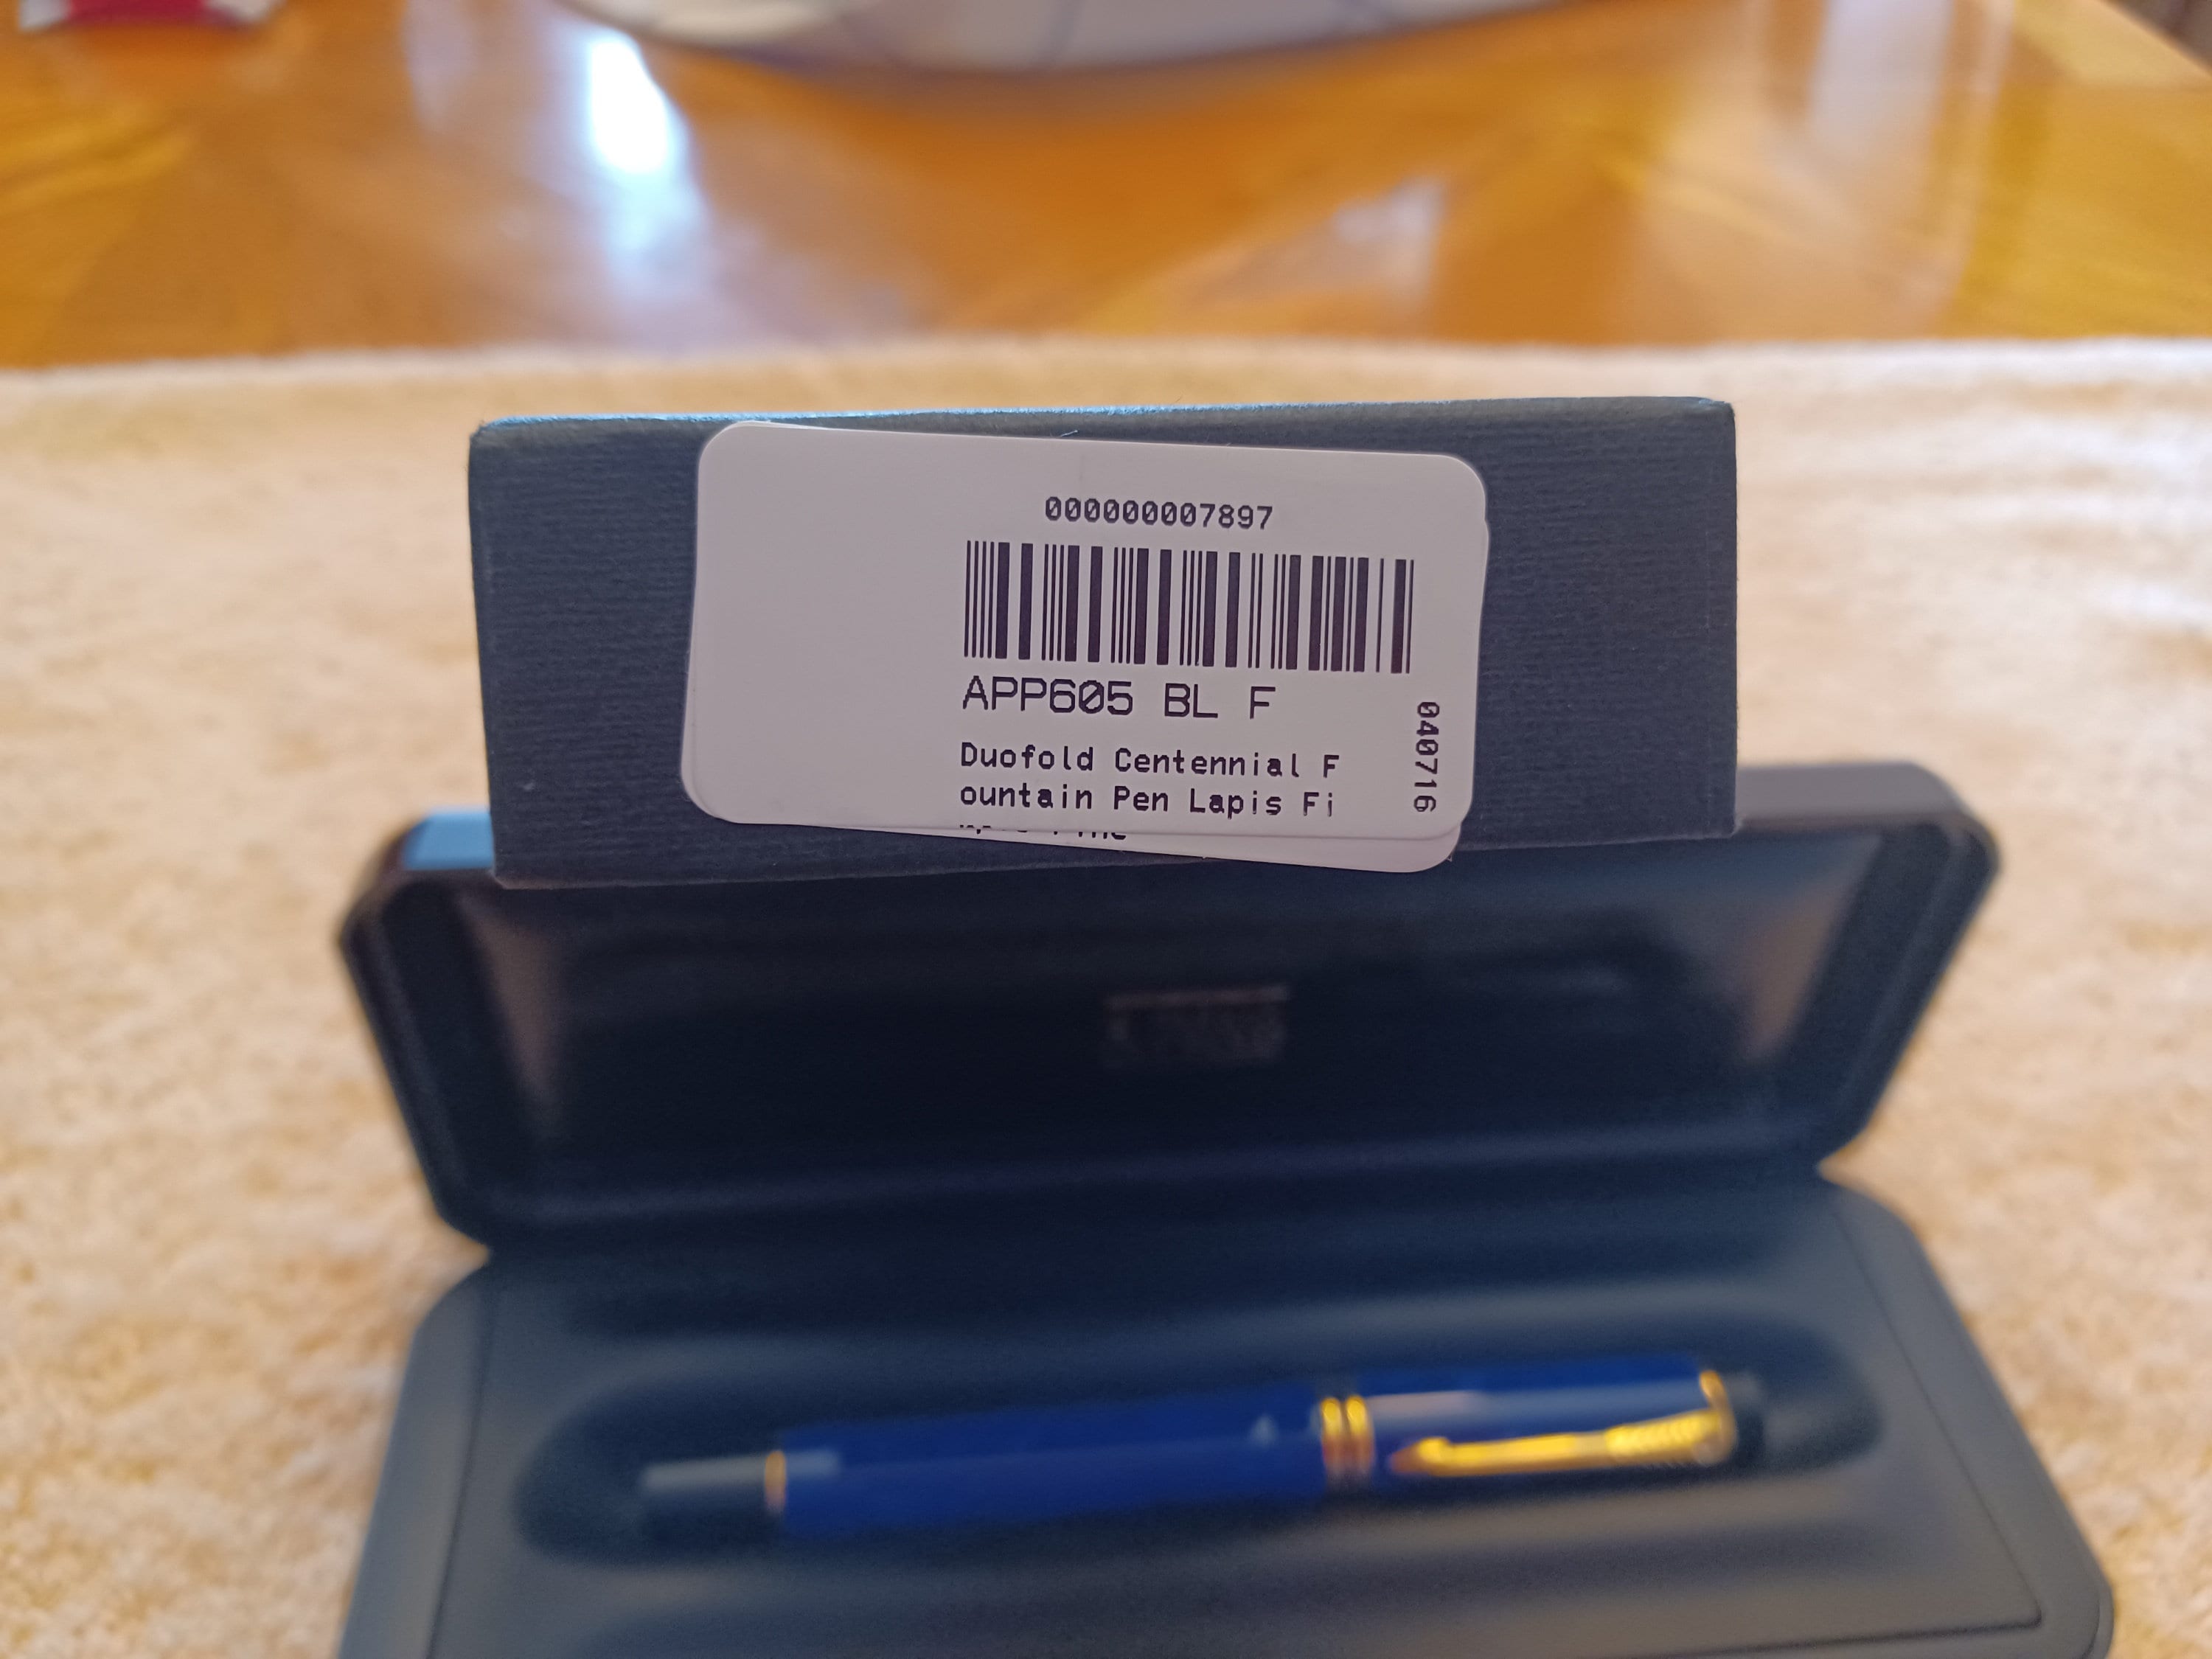 000000007897
APP605 BL F
Duofold Centennial F
ountain Pen Lapis Fi
040716